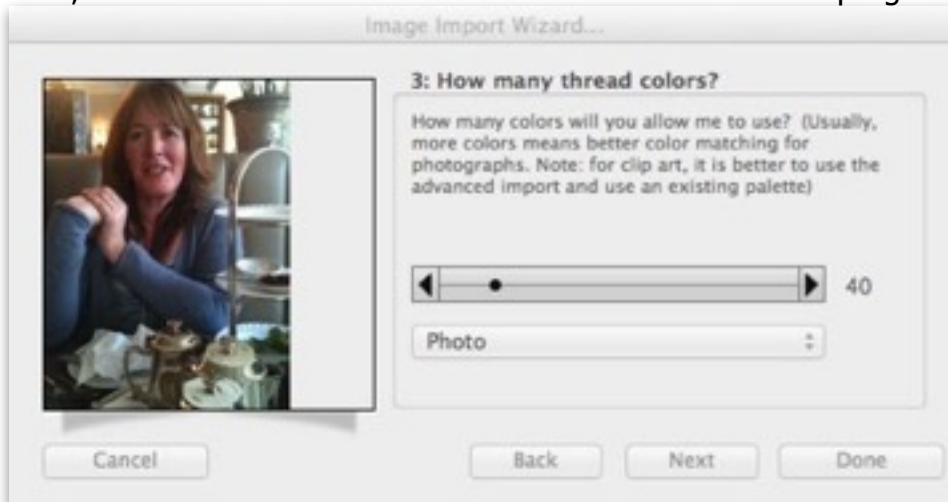 Image Import Wizard...
3: How many thread colors?
How many colors will you allow me to use? (Usually,
more colors means better color matching for
photographs. Note: for clip art, it is better to use the
advanced import and use an existing palette)
40
Photo
Cancel
Back
Next
Done